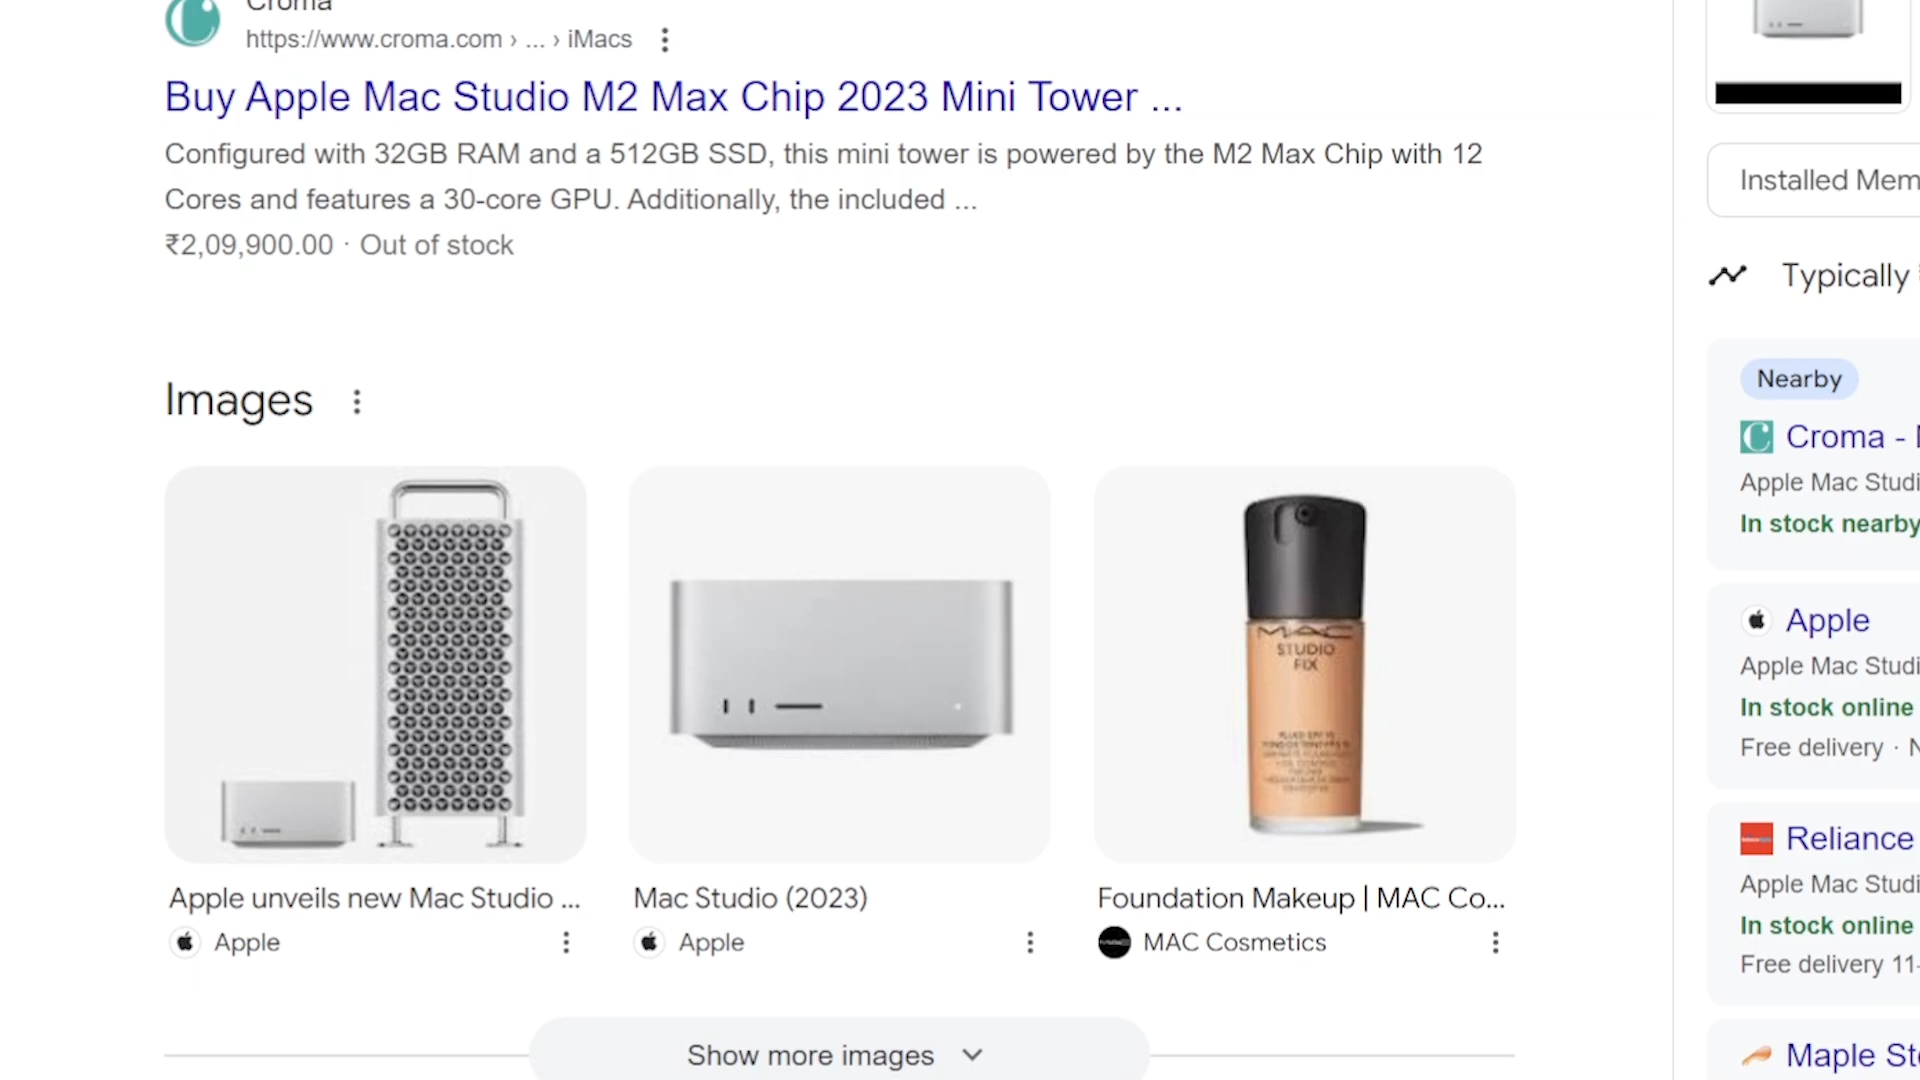 Croma
https://www.croma.com › ... › iMacs
Buy Apple Mac Studio M2 Max Chip 2023 Mini Tower ...
Configured with 32GB RAM and a 512GB SSD, this mini tower is powered by the M2 Max Chip with 12
Cores and features a 30-core GPU. Additionally, the included ...
₹2,09,900.00 · Out of stock
Images
MAC
STUDIO
FIX
Apple unveils new Mac Studio ...
Apple
Mac Studio (2023)
Apple
Foundation Makeup | MAC Co...
MAC Cosmetics
Show more images
Installed Mem
Typically
Nearby
Croma -
Apple Mac Studi
In stock nearby
Apple
Apple Mac Studi
In stock online
Free delivery ·
Reliance
Apple Mac Studi
In stock online
Free delivery 11-
Maple St